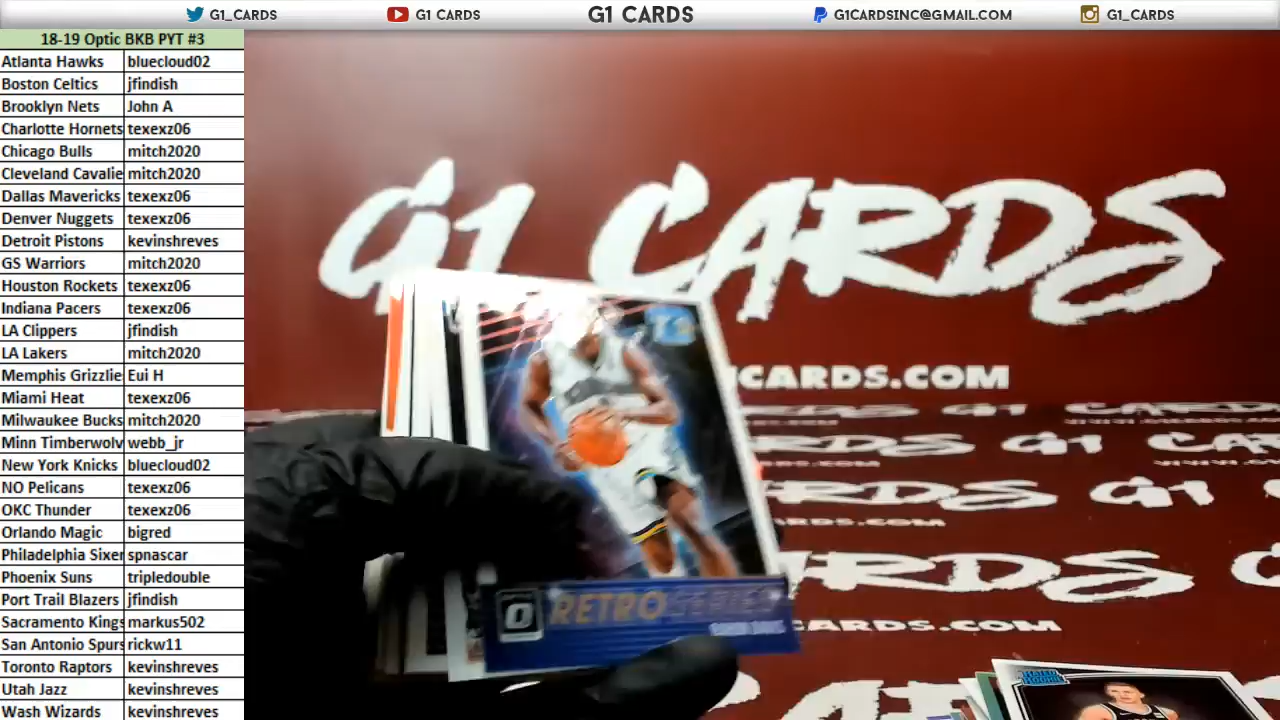 G1_CARDS
G1 CARDS
G1 CARDS
G1CARDSINC@GMAIL.COM
G1_CARDS
18-19 Optic BKB PYT #3
Atlanta Hawks bluecloud02
Boston Celtics jfindish
Brooklyn Nets John A
Charlotte Hornets texexz06
Chicago Bulls mitch2020
Cleveland Cavalie mitch2020
Dallas Mavericks texexz06
Denver Nuggets texexz06
Detroit Pistons kevinshreves
GS Warriors mitch2020
Houston Rockets texexz06
Indiana Pacers texexz06
LA Clippers jfindish
LA Lakers mitch2020
Memphis Grizzlie Eui H
Miami Heat texexz06
Milwaukee Bucks mitch2020
Minn Timberwolv webb_jr
New York Knicks bluecloud02
NO Pelicans texexz06
OKC Thunder texexz06
Orlando Magic bigred
Philadelphia Sixer spnascar
Phoenix Suns tripledouble
Port Trail Blazers jfindish
Sacramento Kings markus502
San Antonio Spurs rickw11
Toronto Raptors kevinshreves
Utah Jazz kevinshreves
Wash Wizards kevinshreves
G1 CARDS
CARDS.COM
G1 CARDS
RETRO SERIES
CARDS.COM
RATED ROOKIE